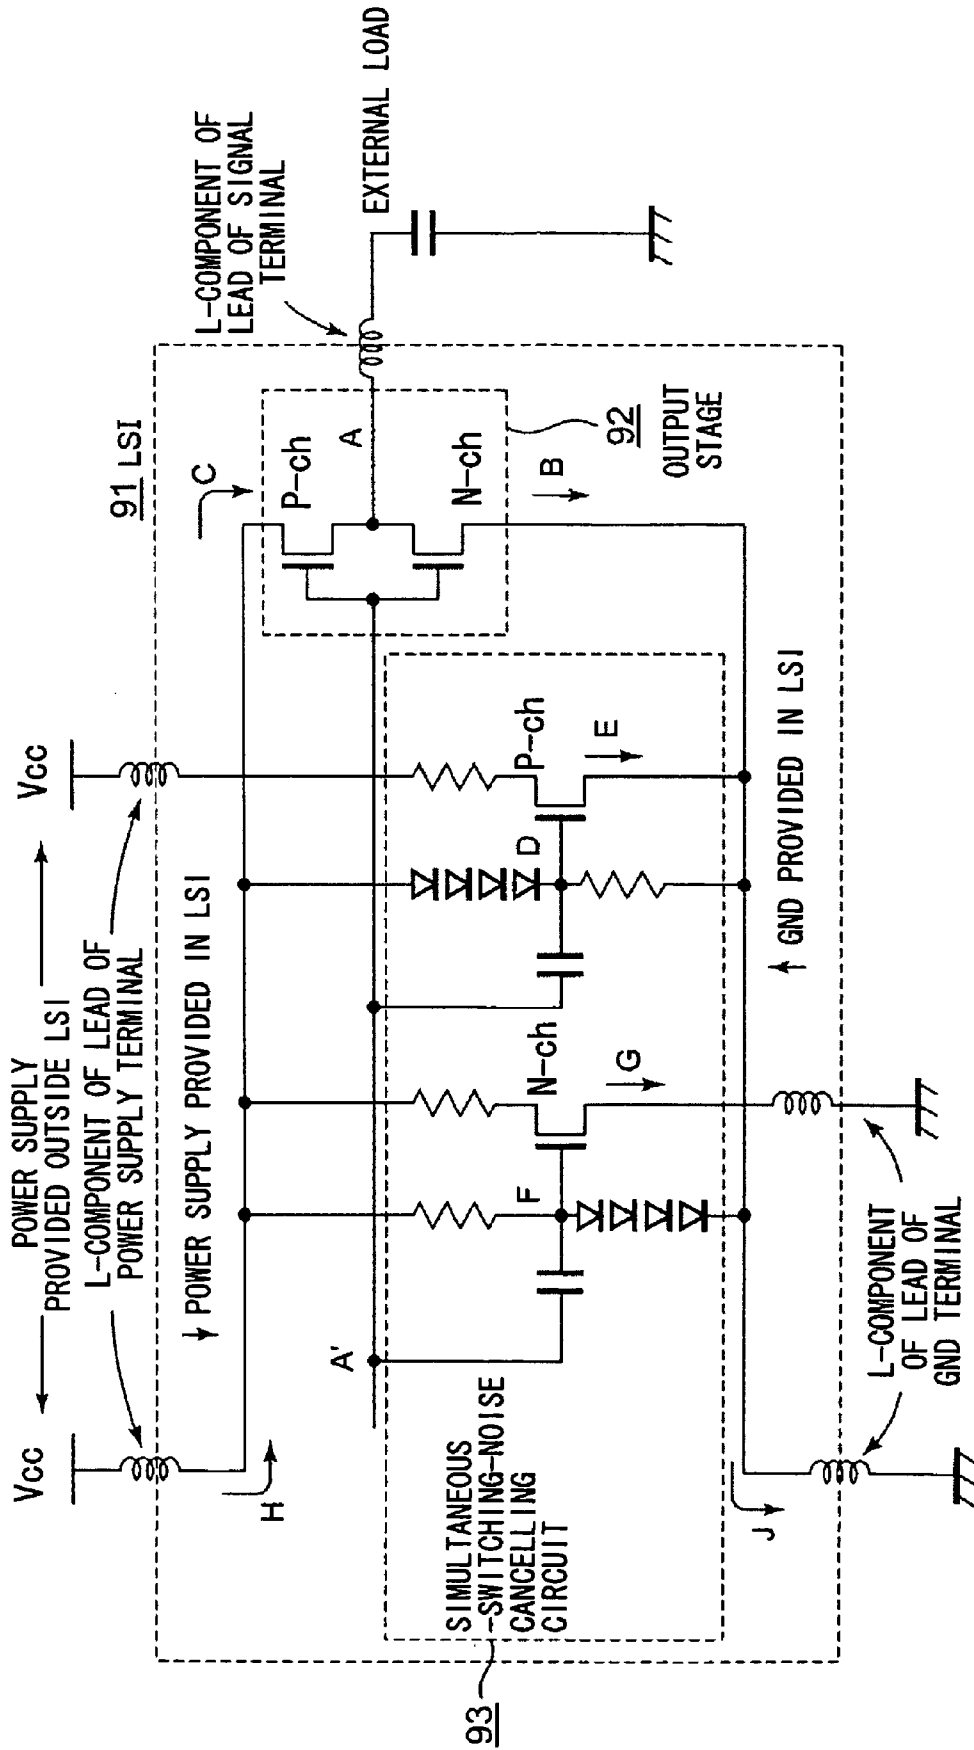 POWER SUPPLY
PROVIDED OUTSIDE LSI
Vcc
Vcc
L-COMPONENT OF LEAD OF
POWER SUPPLY TERMINAL
POWER SUPPLY PROVIDED IN LSI
H
91 LSI
C
P-ch
A
N-ch
B
92
OUTPUT
STAGE
L-COMPONENT OF
LEAD OF SIGNAL
TERMINAL
EXTERNAL LOAD
A'
F
N-ch
G
D
P-ch
E
SIMULTANEOUS
-SWITCHING-NOISE
CANCELLING
CIRCUIT
93
J
GND PROVIDED IN LSI
L-COMPONENT
OF LEAD OF
GND TERMINAL